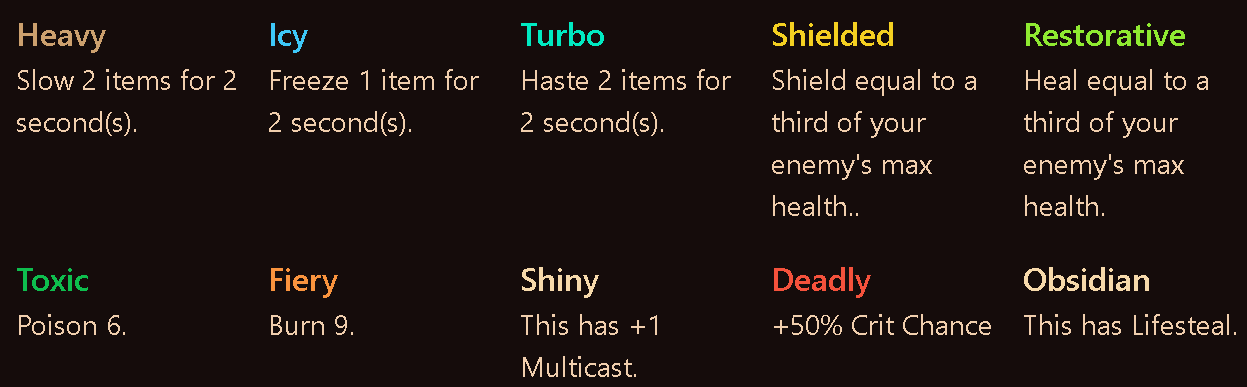 Heavy
Slow 2 items for 2
second(s).
Icy
Freeze 1 item for
2 second(s).
Turbo
Haste 2 items for
2 second(s).
Shielded
Shield equal to a
third of your
enemy's max
health..
Restorative
Heal equal to a
third of your
enemy's max
health.
Toxic
Poison 6.
Fiery
Burn 9.
Shiny
This has +1
Multicast.
Deadly
+50% Crit Chance
Obsidian
This has Lifesteal.